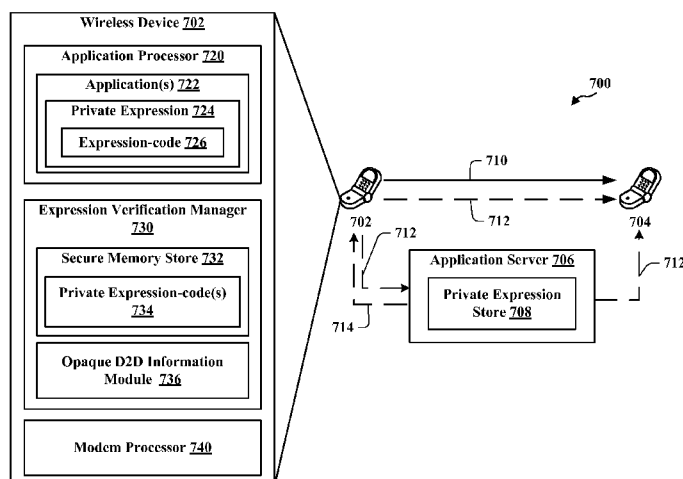 Wireless Device 702
Application Processor 720
Application(s) 722
Private Expression 724
Expression-code 726
Expression Verification Manager
730
Secure Memory Store 732
Private Expression-code(s)
734
Opaque D2D Information
Module 736
Modem Processor 740
700
710
712
702
704
712
712
714
Application Server 706
Private Expression
Store 708